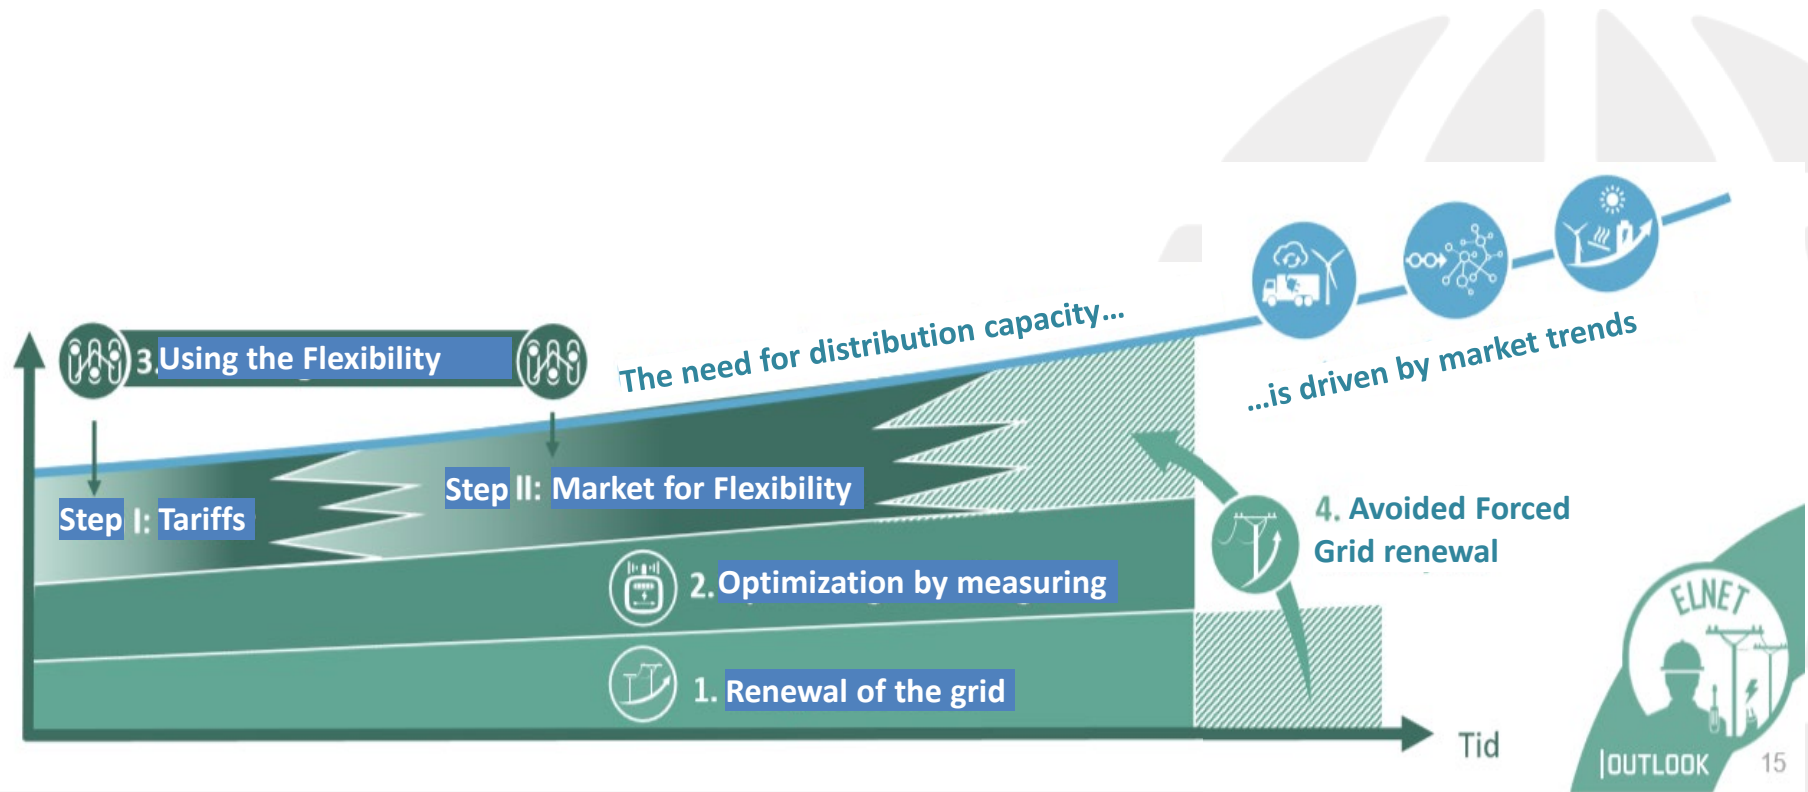 3. Using the Flexibility
The need for distribution capacity...
...is driven by market trends
Step I: Tariffs
Step II: Market for Flexibility
4. Avoided Forced
Grid renewal
2. Optimization by measuring
1. Renewal of the grid
Tid
ELNET
|OUTLOOK
15